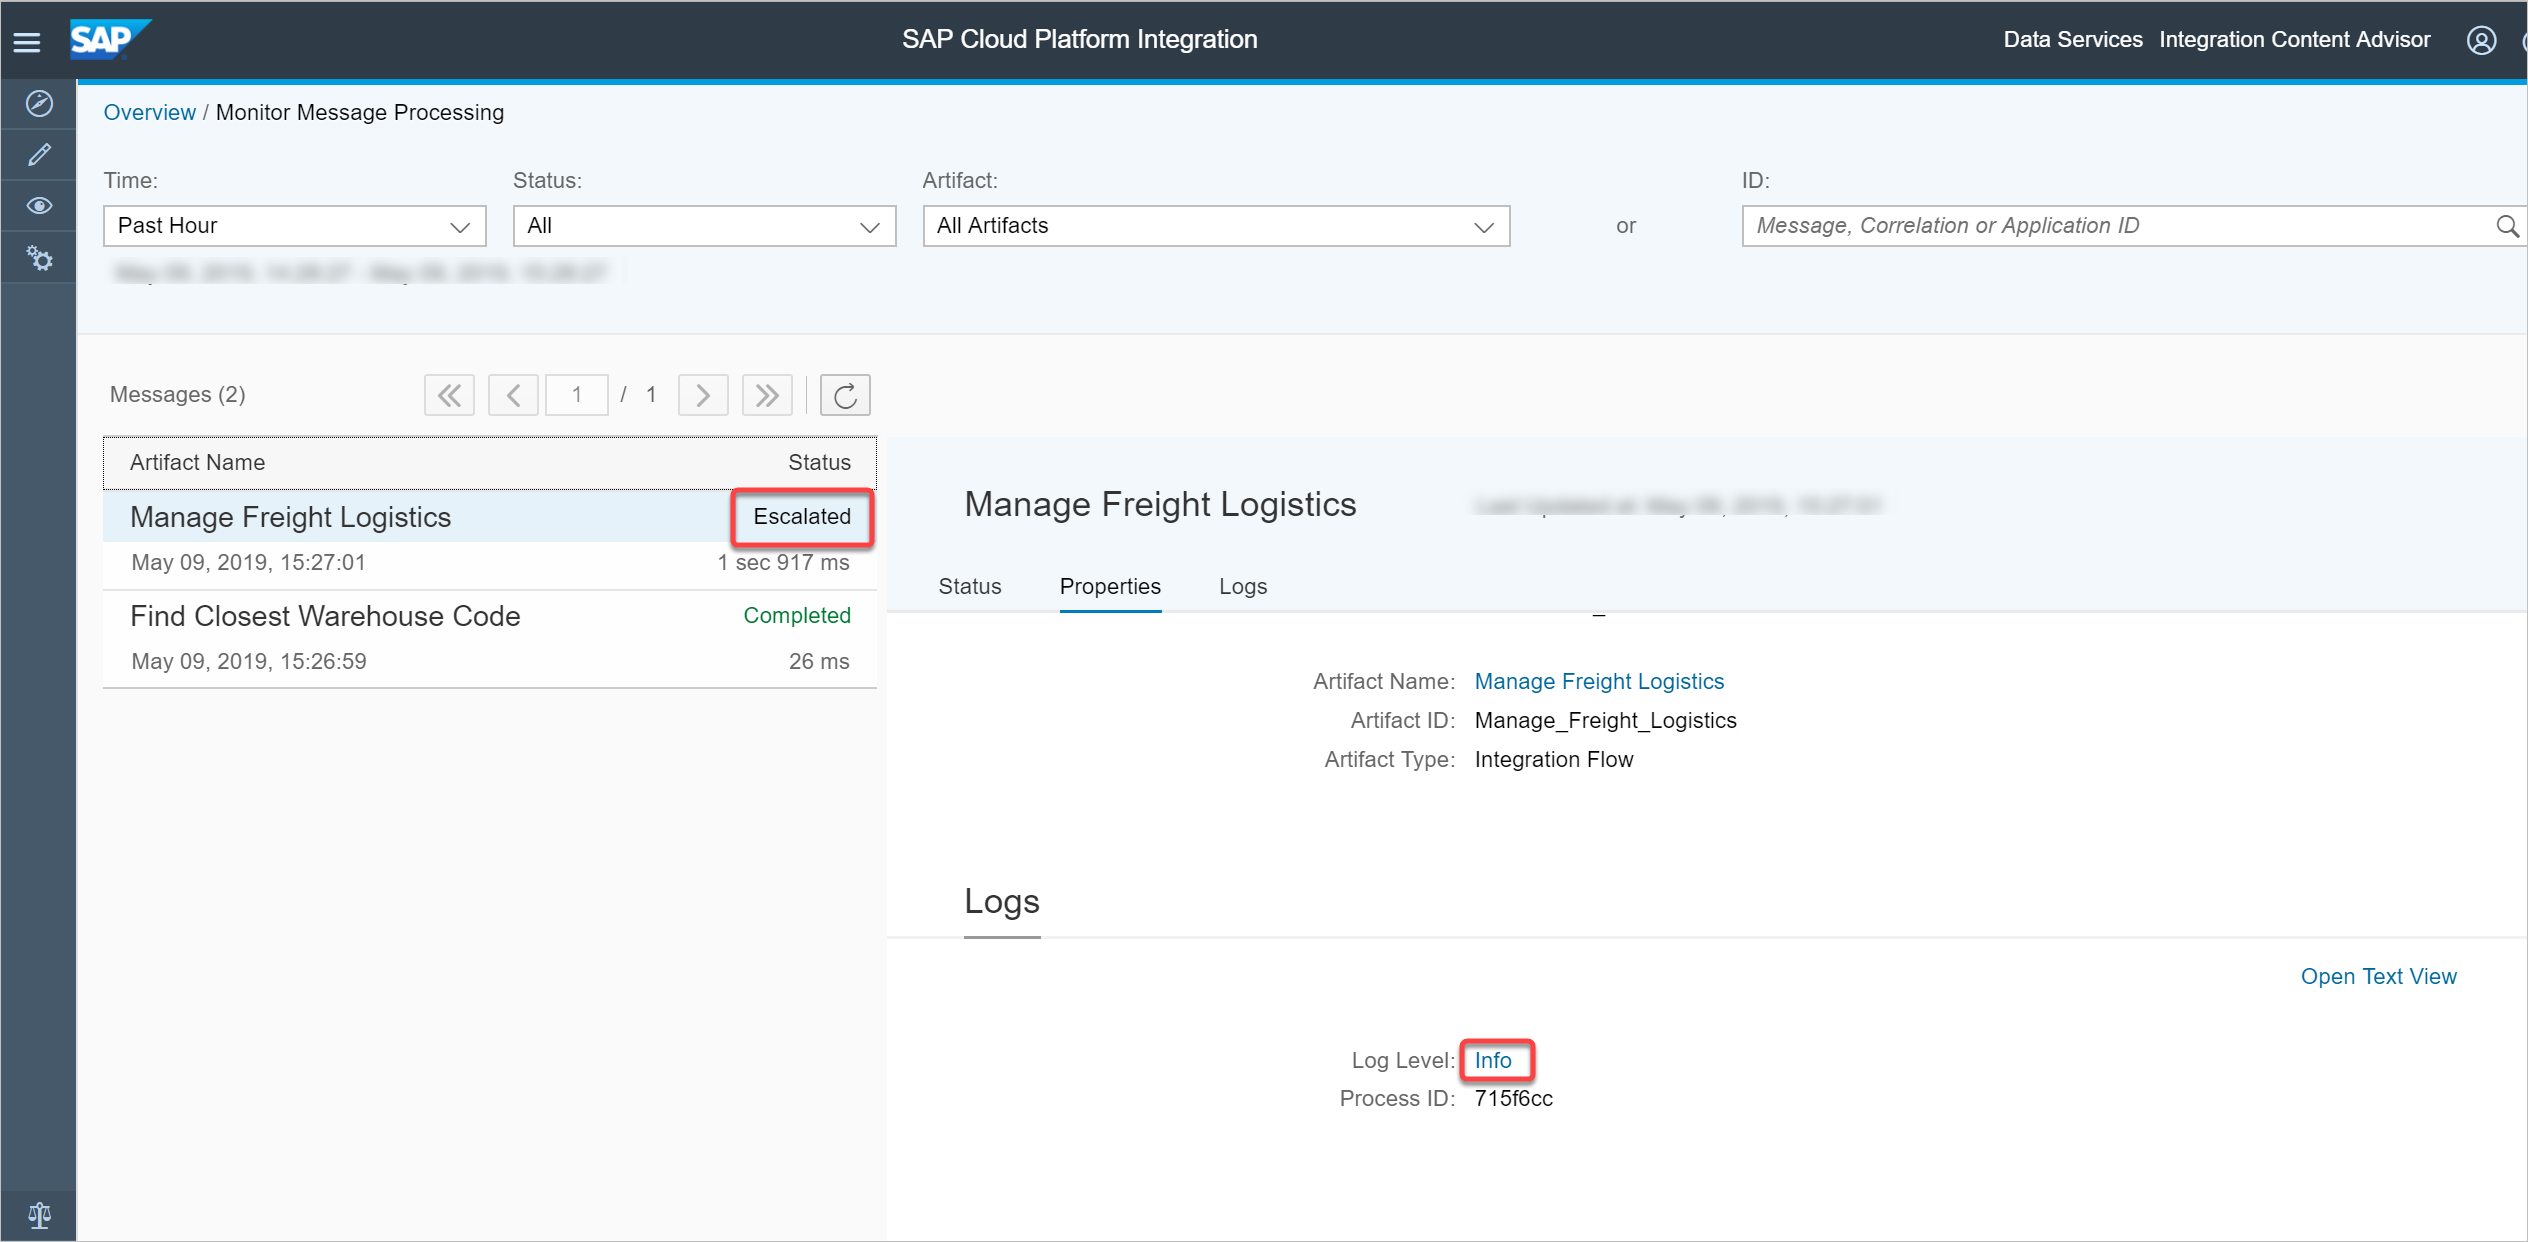 SAP
SAP Cloud Platform Integration
Data Services Integration Content Advisor
Overview / Monitor Message Processing
Time: Status: Artifact: ID:
Past Hour All All Artifacts or Message, Correlation or Application ID
Messages (2) 1 / 1
Artifact Name Status
Manage Freight Logistics Escalated
May 09, 2019, 15:27:01 1 sec 917 ms
Find Closest Warehouse Code Completed
May 09, 2019, 15:26:59 26 ms
Manage Freight Logistics
Status Properties Logs
Artifact Name: Manage Freight Logistics
Artifact ID: Manage_Freight_Logistics
Artifact Type: Integration Flow
Logs
Open Text View
Log Level: Info
Process ID: 715f6cc